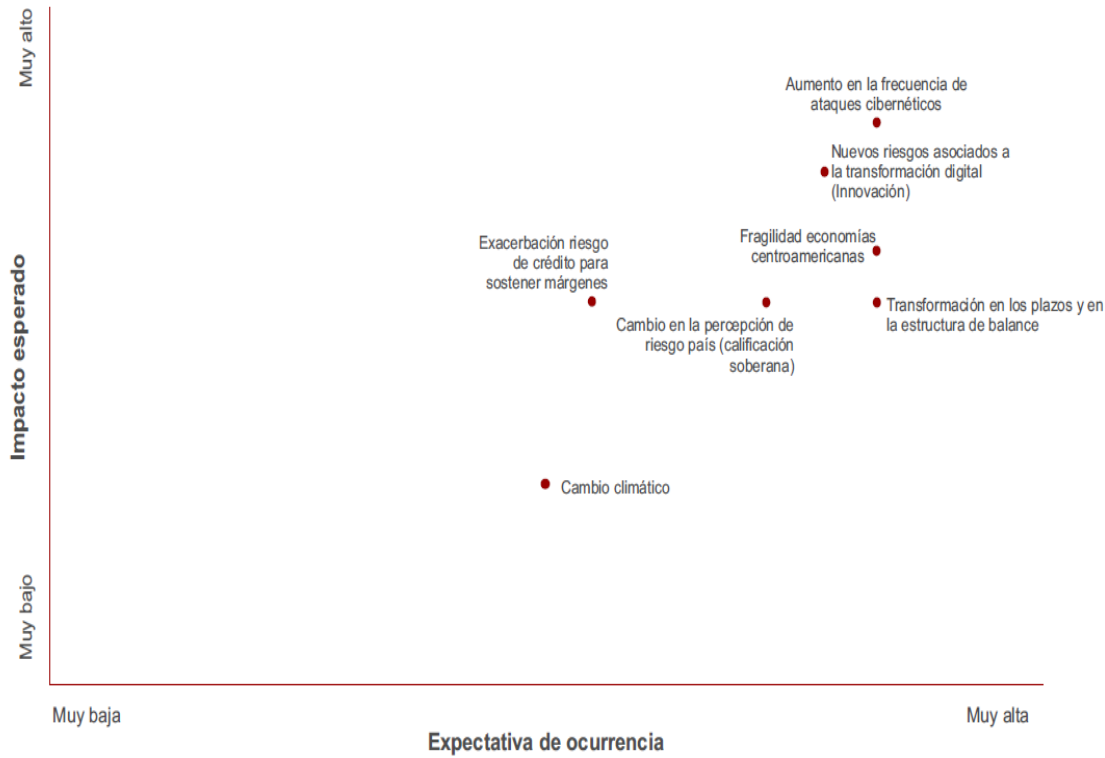 Muy alto
Aumento en la frecuencia de
ataques cibernéticos
Nuevos riesgos asociados a
la transformación digital
(Innovación)
Fragilidad economías
centroamericanas
Exacerbación riesgo
de crédito para
sostener márgenes
Transformación en los plazos y en
la estructura de balance
Cambio en la percepción de
riesgo país (calificación
soberana)
Impacto esperado
Cambio climático
Muy bajo
Muy baja
Muy alta
Expectativa de ocurrencia